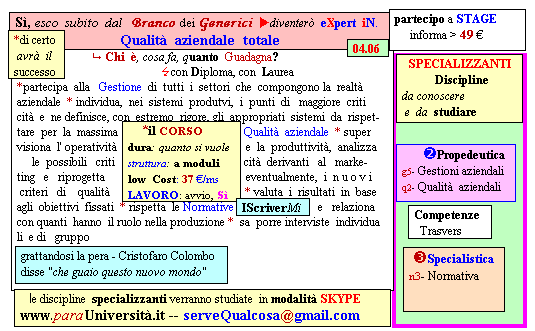 Sì, esco subito dal Branco dei Generici ▶diventerò eXpert iN.
Qualità aziendale totale
04.06
*di certo
avrà il
successo
↪ Chi è, cosa fa, quanto Guadagna?
con Diploma, con Laurea
*partecipa alla Gestione di tutti i settori che compongono la realtà
aziendale * individua, nei sistemi produtvi, i punti di maggiore criti
cità e ne definisce, con estremo rigore, gli appropriati sistemi da rispet-
tare per la massima Qualità aziendale * super
visiona l' operatività e la produttività, analizza
le possibili criti cità derivanti al marke-
ting e riprogetta eventualmente, i n u o v i
criteri di qualità * valuta i risultati in base
agli obiettivi fissati * rispetta le Normative e relaziona
con quanti hanno il ruolo nella produzione * sa porre interviste individua
li e di gruppo
*il CORSO
dura: quanto si vuole
struttura: a moduli
low Cost: 37 €/ms
LAVORO: avvio, Sì
IScriverMi
grattandosi la pera - Cristofaro Colombo
disse "che guaio questo nuovo mondo"
le discipline specializzanti verranno studiate in modalità SKYPE
www.paraUniversità.it -- serveQualcosa@gmail.com
partecipo a STAGE
informa > 49 €
SPECIALIZZANTI
Discipline
da conoscere
e da studiare
❷Propedeutica
g5- Gestioni aziendali
q2- Qualità aziendali
Competenze
Trasvers
❸Specialistica
n3- Normativa